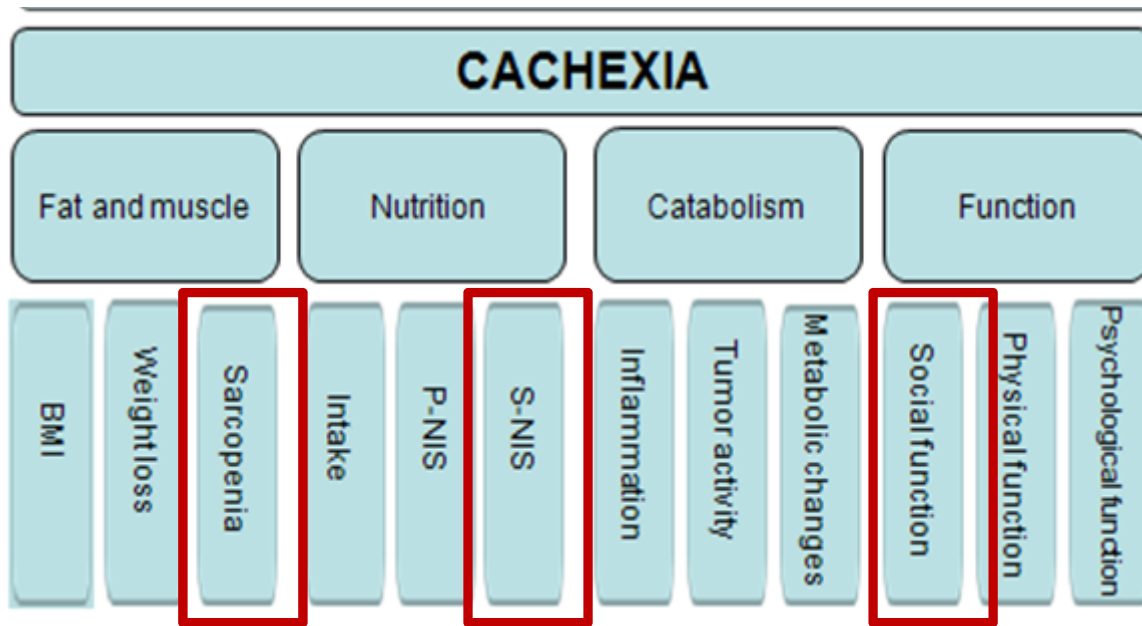 CACHEXIA
Fat and muscle
Nutrition
Catabolism
Function
BMI
Weight loss
Sarcopenia
Intake
P-NIS
S-NIS
Inflammation
Tumor activity
Metabolic changes
Social function
Physical function
Psychological function